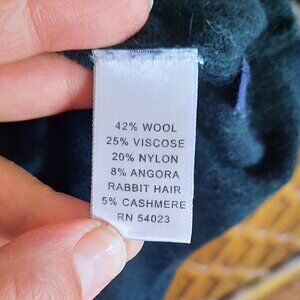 42% WOOL
25% VISCOSE
20% NYLON
8% ANGORA
RABBIT HAIR
5% CASHMERE
RN 54023